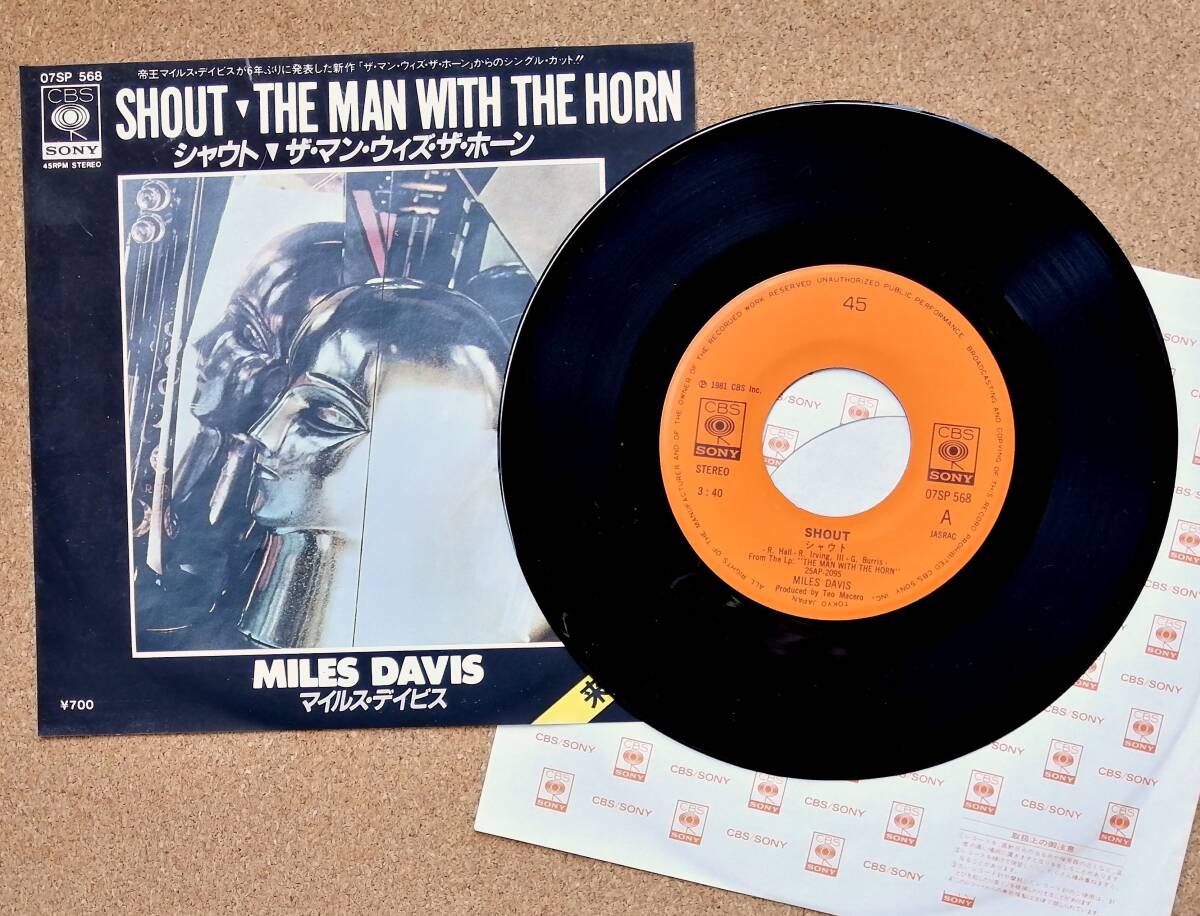 07SP 568
帝王マイルス・デイビスが6年ぶりに発表した新作「ザ・マン・ウィズ・ザ・ホーン」からのシングル・カット!!
CBS
SONY
45RPM STEREO
SHOUT▼THE MAN WITH THE HORN
シャウト▼ザ・マン・ウィズ・ザ・ホーン
MILES DAVIS
マイルス・デイビス
¥700
来
45
ALL RIGHTS OF THE MANUFACTURER AND OF THE OWNER OF THE RECORDED WORK RESERVED UNAUTHORIZED PUBLIC PERFORMANCE BROADCASTING AND COPYING OF THIS RECORD PROHIBITED CBS/SONY INC. TOKYO JAPAN
℗ 1981 CBS Inc.
CBS
SONY
STEREO
3:40
CBS
SONY
07SP 568
A
JASRAC
SHOUT
シャウト
- R. Hall - R. Irving, III - G. Burris -
From The Lp: "THE MAN WITH THE HORN"
25AP-2095
MILES DAVIS
Produced by Teo Macero
CBS/SONY
CBS
SONY
CBS/SONY
CBS/SONY
CBS/SONY
CBS/SONY
CBS/SONY
取扱上の御注意